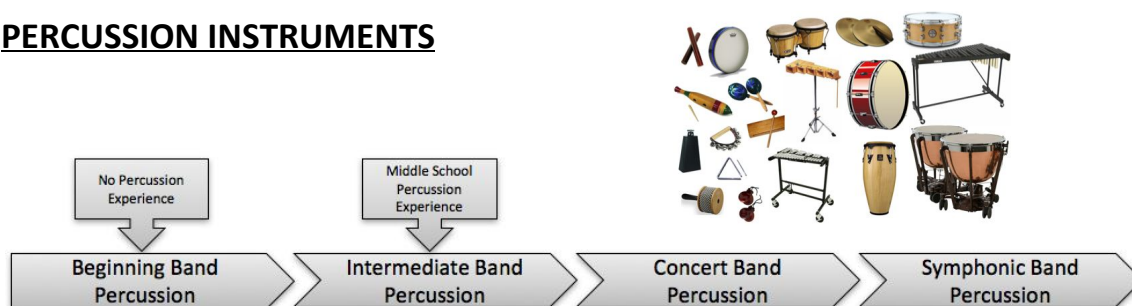 PERCUSSION INSTRUMENTS
No Percussion
Experience
Middle School
Percussion
Experience
Beginning Band
Percussion
Intermediate Band
Percussion
Concert Band
Percussion
Symphonic Band
Percussion